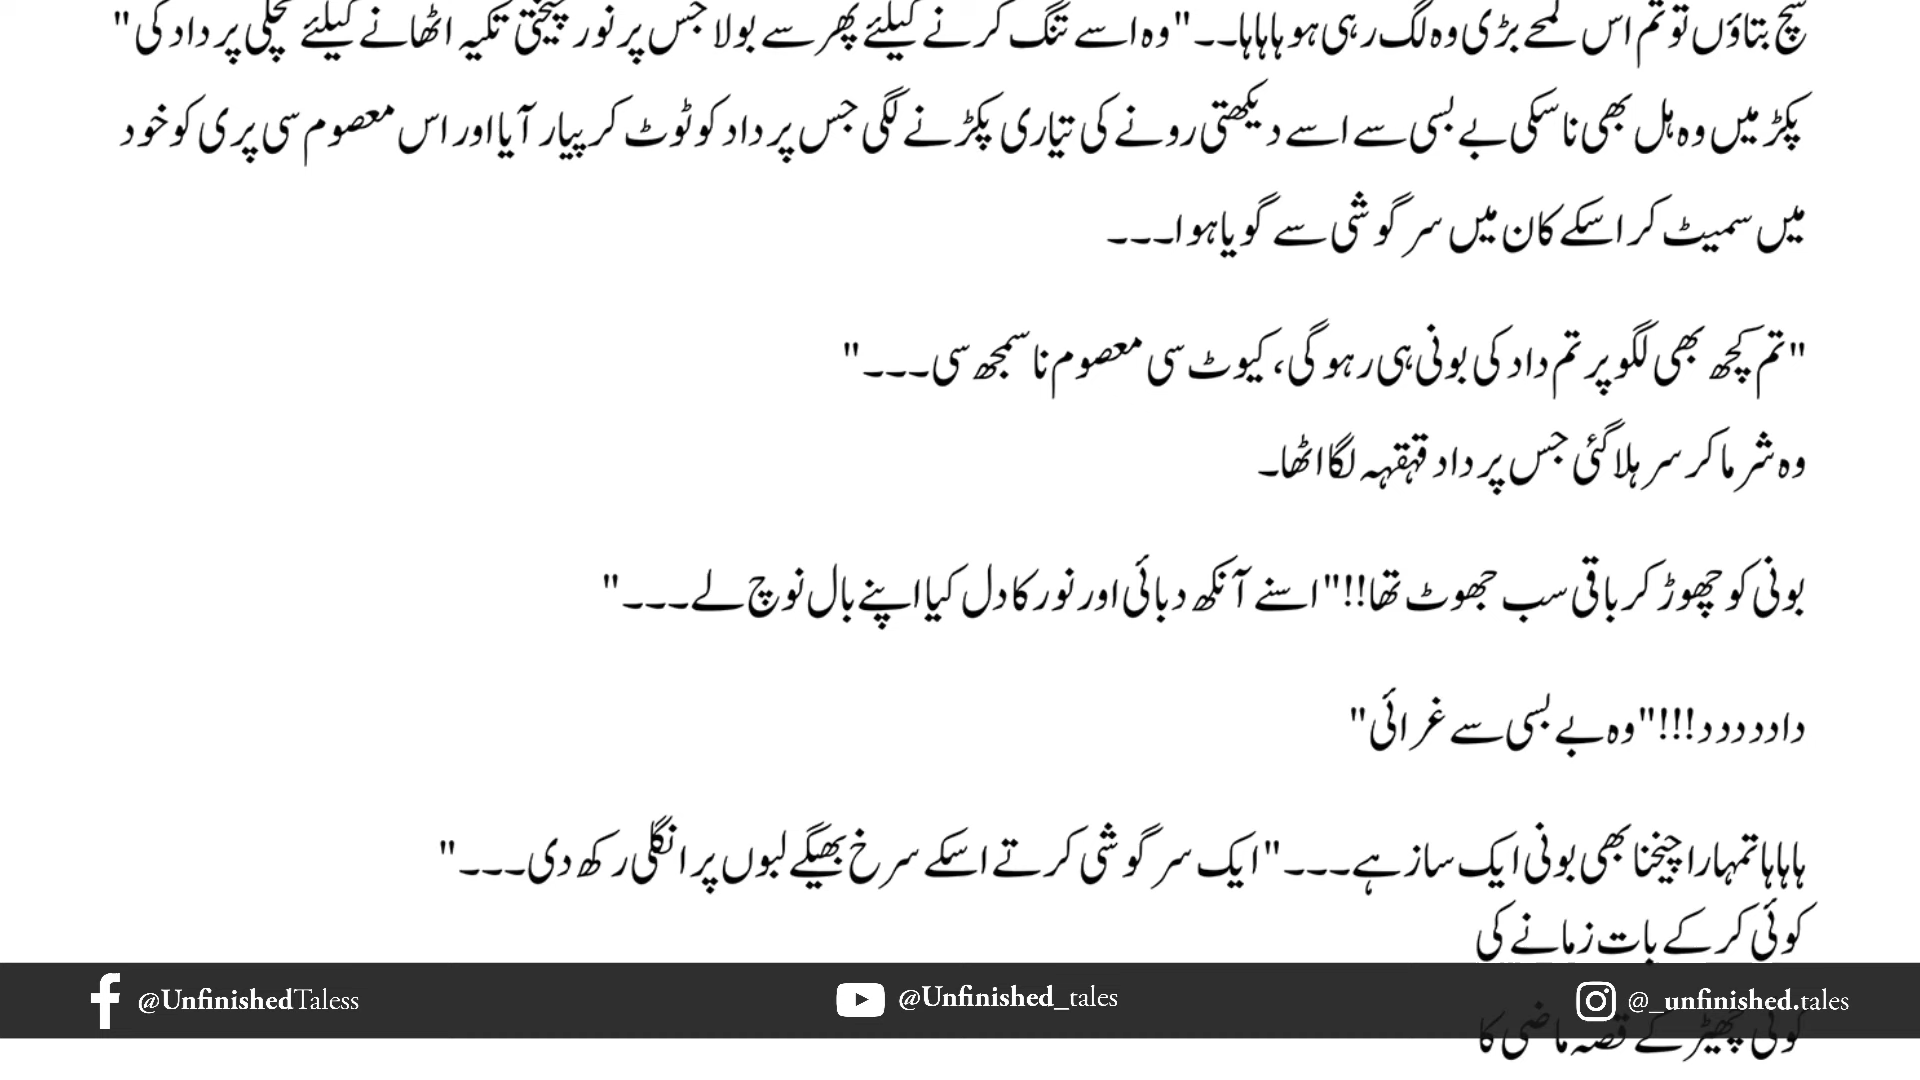 سچ بتاؤں تو تم اس لمحے بڑی وہ لگ رہی ہو ہاہاہا۔۔"وہ اسے تنگ کرنے کیلئے پھر سے بولا جس پر نور چیختی تکیہ اٹھانے کیلئے مچلی پر داد کی"
پکڑ میں وہ ہل بھی نا سکی بے بسی سے اسے دیکھتی رونے کی تیاری پکڑنے لگی جس پر داد کو ٹوٹ کر پیار آیا اور اس معصوم سی پری کو خود
میں سمیٹ کر اسکے کان میں سرگوشی سے گویا ہوا۔۔۔
"تم کچھ بھی لگو پر تم داد کی بونی ہی رہو گی، کیوٹ سی معصوم نا سمجھ سی۔۔۔"
وہ شرما کر سر ہلا گئی جس پر داد قہقہہ لگا اٹھا۔
بونی کو چھوڑ کر باقی سب جھوٹ تھا!!"اسنے آنکھ دبائی اور نور کا دل کیا اپنے بال نوچ لے۔۔۔"
دادددددد!!!"وہ بے بسی سے غرائی"
ہاہاہا تمہارا چیخنا بھی بونی ایک ساز ہے۔۔۔"ایک سرگوشی کرتے اسکے سرخ بھیگے لبوں پر انگلی رکھ دی۔۔۔"
کوئی کر کے بات زمانے کی
کوئی چھیڑ کے قصہ ماضی کا
@UnfinishedTaless
@Unfinished_tales
@_unfinished.tales